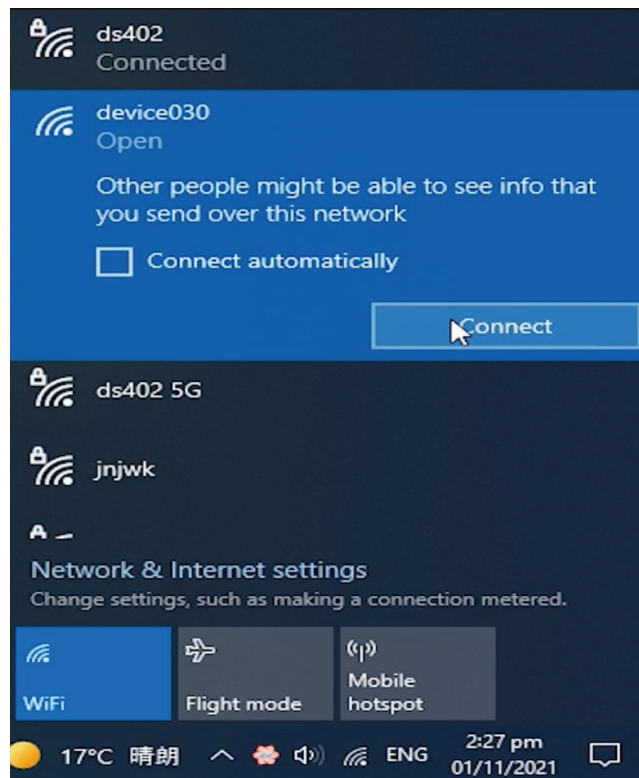 ds402
Connected
device030
Open
Other people might be able to see info that
you send over this network
Connect automatically
Connect
ds402 5G
jnjwk
Network & Internet settings
Change settings, such as making a connection metered.
WiFi
Flight mode
Mobile
hotspot
17°C 晴朗
ENG
2:27 pm
01/11/2021